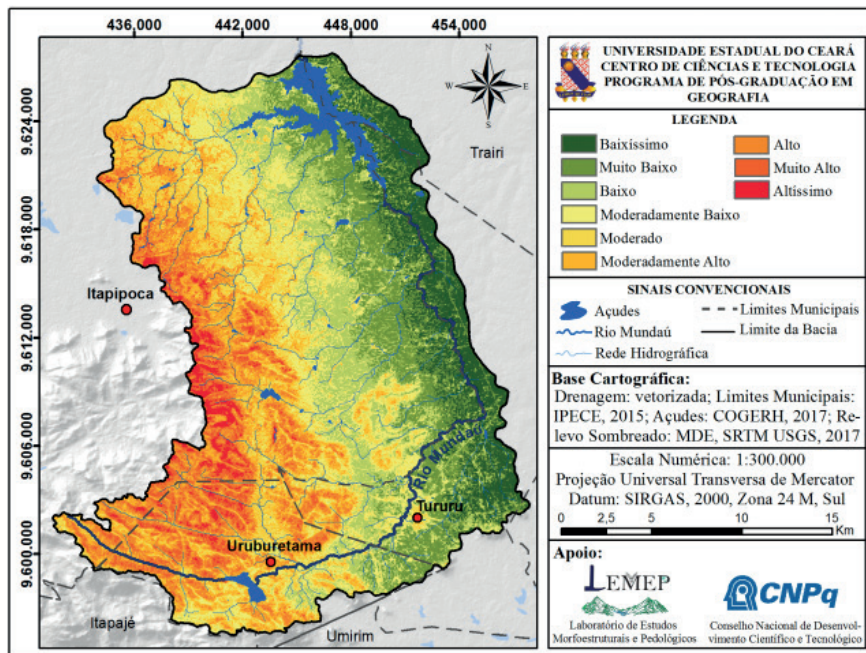 436,000 442,000 448,000 454,000
9.624.000
9.618.000
9.612.000
9.606.000
9.600.000
N
W E
S
Trairi
Itapipoca
Rio Mundaú
Tururu
Uruburetama
Itapajé
Umirim
UNIVERSIDADE ESTADUAL DO CEARÁ
CENTRO DE CIÊNCIAS E TECNOLOGIA
PROGRAMA DE PÓS-GRADUAÇÃO EM
GEOGRAFIA
LEGENDA
Baixíssimo Alto
Muito Baixo Muito Alto
Baixo Altíssimo
Moderadamente Baixo
Moderado
Moderadamente Alto
SINAIS CONVENCIONAIS
Açudes Limites Municipais
Rio Mundaú Limite da Bacia
Rede Hidrográfica
Base Cartográfica:
Drenagem: vetorizada; Limites Municipais:
IPECE, 2015; Açudes: COGERH, 2017; Re-
levo Sombreado: MDE, SRTM USGS, 2017
Escala Numérica: 1:300.000
Projeção Universal Transversa de Mercator
Datum: SIRGAS, 2000, Zona 24 M, Sul
0 2,5 5 10 15
Km
Apoio:
LEMEP
Laboratório de Estudos
Morfoestruturais e Pedológicos
CNPq
Conselho Nacional de Desenvol-
vimento Científico e Tecnológico